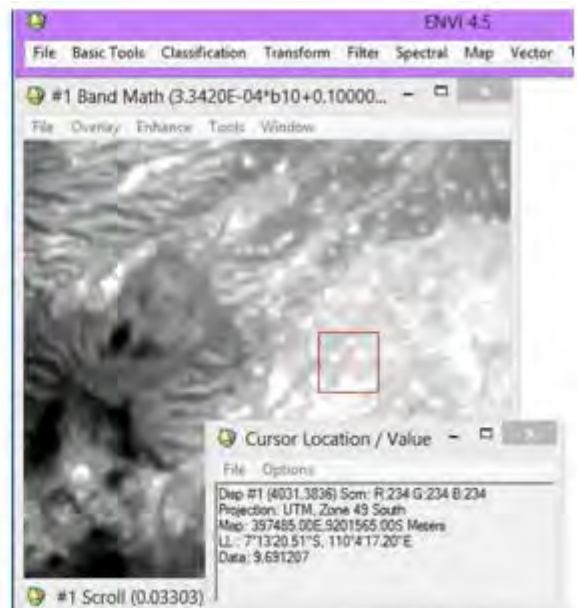 ENVI 4.5
File Basic Tools Classification Transform Filter Spectral Map Vector
#1 Band Math (3.3420E-04*b10+0.10000...
File Overlay Enhance Tools Window
Cursor Location / Value
File Options
Disp #1 (4031,3836) Scrn: R:234 G:234 B:234
Projection: UTM, Zone 49 South
Map: 397485.00E,9201565.00S Meters
LL : 7°13'20.51"S, 110°4'17.20"E
Data: 9.691207
#1 Scroll (0.03303)